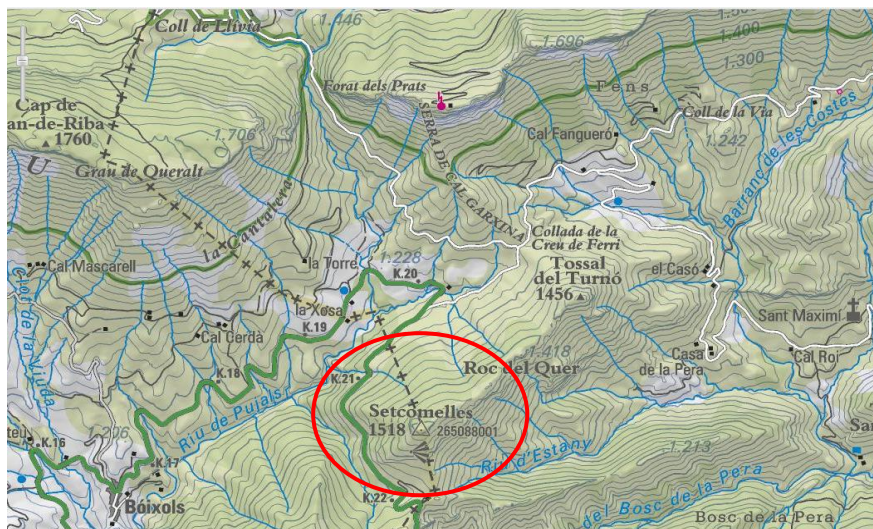 1.446
1.696
1.400
1.300
Coll de Llívia
Forat dels Prats
Fens
Cap de
an-de-Riba
1760
1.706
SERRA DE CAL GARXINA
Cal Fangueró
Coll de la Via
1.242
Barranc de les Costes
Grau de Queralt
U
la Cantatera
Collada de la
Creu de Ferri
Cal Mascarell
la Torre
1.228
K.20
Tossal
del Turnó
1456
el Casó
la Xosa
K.19
Sant Maximí
Cal Cerdà
1.418
Casa
de la Pera
Cal Roi
K.18
K.21
Roc del Quer
Riu de Pujals
Setcomelles
1518
265088001
1.206
teu
K.16
K.17
Riu d'Estany
1.213
Sa
Bóixols
K.22
del Bosc de la Pera
Bosc de la Pera